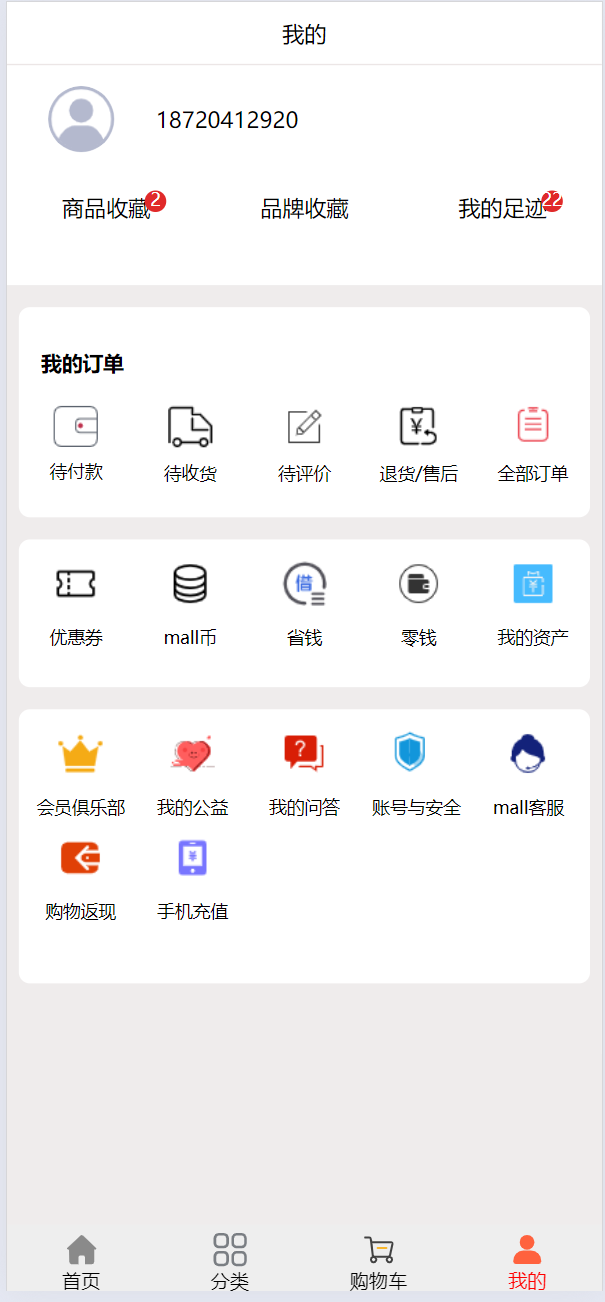 我的
18720412920
商品收藏 2 品牌收藏 我的足迹 22
我的订单
待付款 待收货 待评价 退货/售后 全部订单
借
优惠券 mall币 省钱 零钱 我的资产
会员俱乐部 我的公益 我的问答 账号与安全 mall客服
购物返现 手机充值
首页 分类 购物车 我的